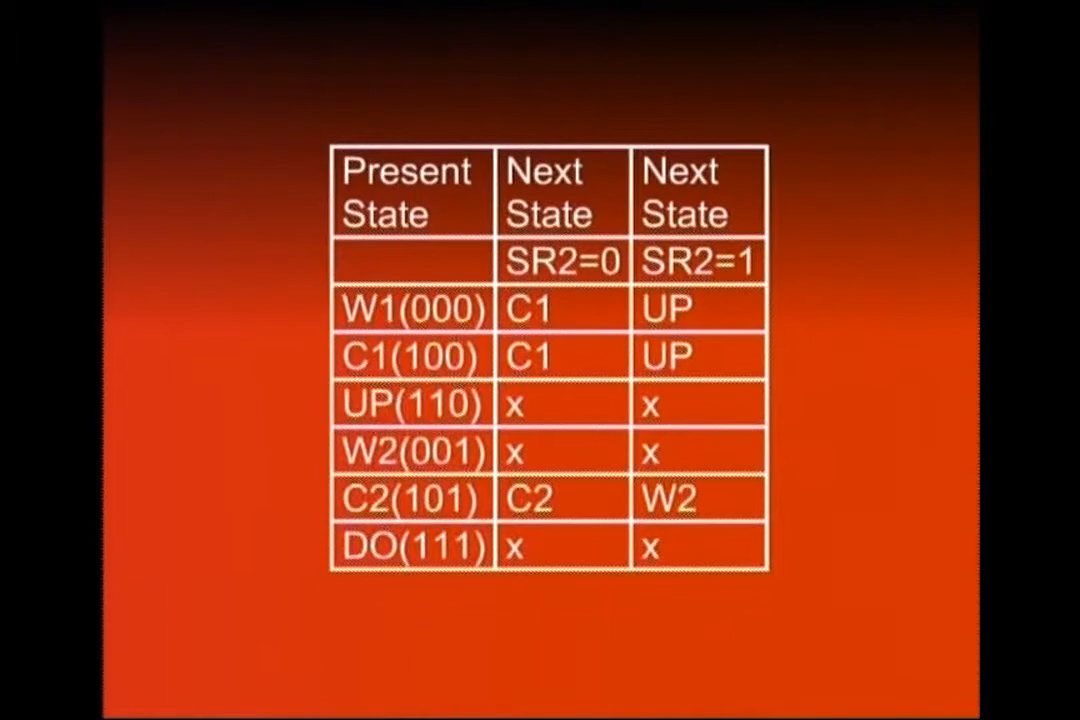 Present State Next State Next State
SR2=0 SR2=1
W1(000) C1 UP
C1(100) C1 UP
UP(110) x x
W2(001) x x
C2(101) C2 W2
DO(111) x x